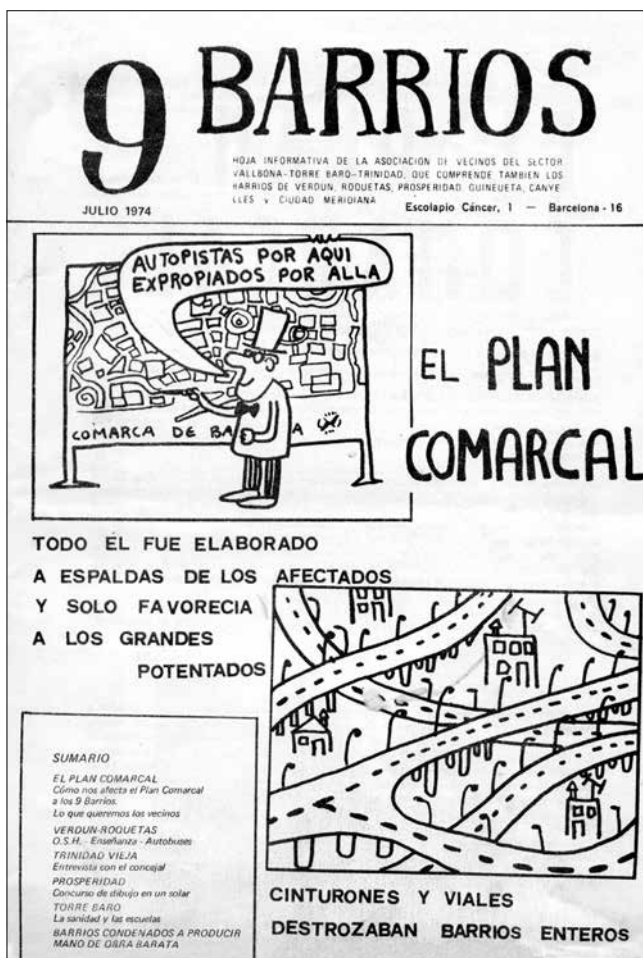 9 BARRIOS
HOJA INFORMATIVA DE LA ASOCIACION DE VECINOS DEL SECTOR
VALLBONA-TORRE BARO-TRINIDAD, QUE COMPRENDE TAMBIEN LOS
BARRIOS DE VERDUN, ROQUETAS, PROSPERIDAD, GUINEUETA, CANYE
LLES y CIUDAD MERIDIANA
JULIO 1974
Escolapio Cáncer, 1 — Barcelona - 16
AUTOPISTAS POR AQUI
EXPROPIADOS POR ALLA
COMARCA DE BA A
EL PLAN
COMARCAL
TODO ÉL FUE ELABORADO
A ESPALDAS DE LOS AFECTADOS
Y SOLO FAVORECIA
A LOS GRANDES
POTENTADOS
SUMARIO
EL PLAN COMARCAL
Cómo nos afecta el Plan Comarcal
a los 9 Barrios.
Lo que queremos los vecinos
VERDUN-ROQUETAS
O.S.H. - Enseñanza - Autobuses
TRINIDAD VIEJA
Entrevista con el concejal
PROSPERIDAD
Concurso de dibujo en un solar
TORRE BARO
La sanidad y las escuelas
BARRIOS CONDENADOS A PRODUCIR
MANO DE OBRA BARATA
CINTURONES Y VIALES
DESTROZABAN BARRIOS ENTEROS